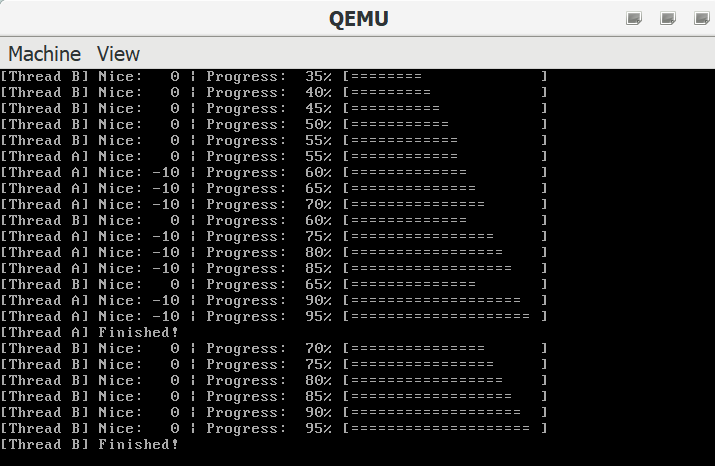 QEMU
Machine View
[Thread B] Nice:   0 ¦ Progress:  35% [========             ]
[Thread B] Nice:   0 ¦ Progress:  40% [=========            ]
[Thread B] Nice:   0 ¦ Progress:  45% [==========           ]
[Thread B] Nice:   0 ¦ Progress:  50% [===========          ]
[Thread B] Nice:   0 ¦ Progress:  55% [============         ]
[Thread A] Nice:   0 ¦ Progress:  55% [============         ]
[Thread A] Nice: -10 ¦ Progress:  60% [=============        ]
[Thread A] Nice: -10 ¦ Progress:  65% [==============       ]
[Thread A] Nice: -10 ¦ Progress:  70% [===============      ]
[Thread B] Nice:   0 ¦ Progress:  60% [=============        ]
[Thread A] Nice: -10 ¦ Progress:  75% [================     ]
[Thread A] Nice: -10 ¦ Progress:  80% [=================    ]
[Thread A] Nice: -10 ¦ Progress:  85% [==================   ]
[Thread B] Nice:   0 ¦ Progress:  65% [==============       ]
[Thread A] Nice: -10 ¦ Progress:  90% [===================  ]
[Thread A] Nice: -10 ¦ Progress:  95% [==================== ]
[Thread A] Finished!
[Thread B] Nice:   0 ¦ Progress:  70% [===============      ]
[Thread B] Nice:   0 ¦ Progress:  75% [================     ]
[Thread B] Nice:   0 ¦ Progress:  80% [=================    ]
[Thread B] Nice:   0 ¦ Progress:  85% [==================   ]
[Thread B] Nice:   0 ¦ Progress:  90% [===================  ]
[Thread B] Nice:   0 ¦ Progress:  95% [==================== ]
[Thread B] Finished!